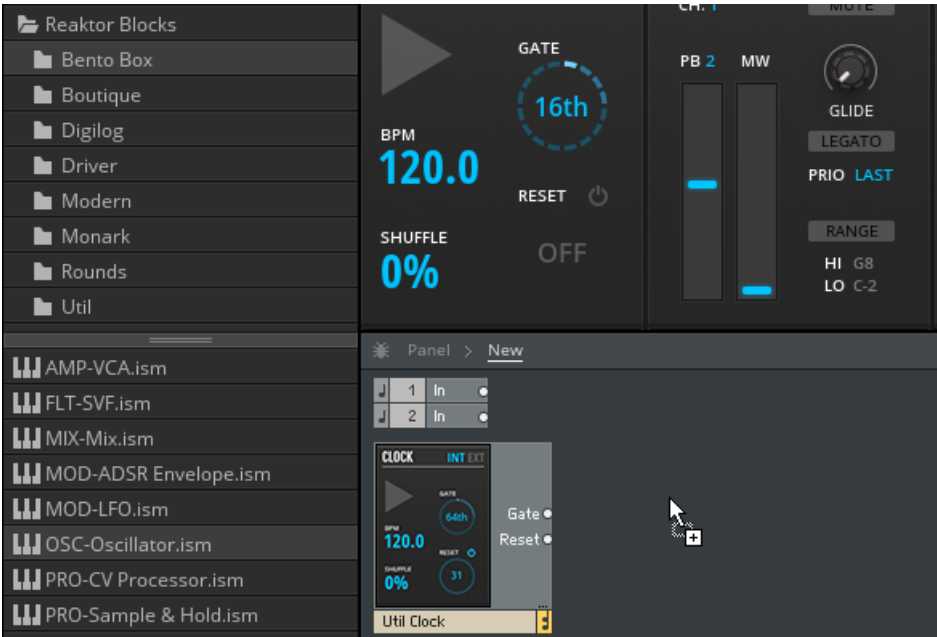 Reaktor Blocks
Bento Box
Boutique
Digilog
Driver
Modern
Monark
Rounds
Util
AMP-VCA.ism
FLT-SVF.ism
MIX-Mix.ism
MOD-ADSR Envelope.ism
MOD-LFO.ism
OSC-Oscillator.ism
PRO-CV Processor.ism
PRO-Sample & Hold.ism
GATE
16th
BPM
120.0
RESET
OFF
SHUFFLE
0%
CH. 1
MUTE
PB 2 MW
GLIDE
LEGATO
PRIO LAST
RANGE
HI G8
LO C-2
Panel > New
1 In
2 In
CLOCK INT EXT
GATE
64th
BPM
120.0
RESET
SHUFFLE
0%
31
Gate
Reset
...
Util Clock